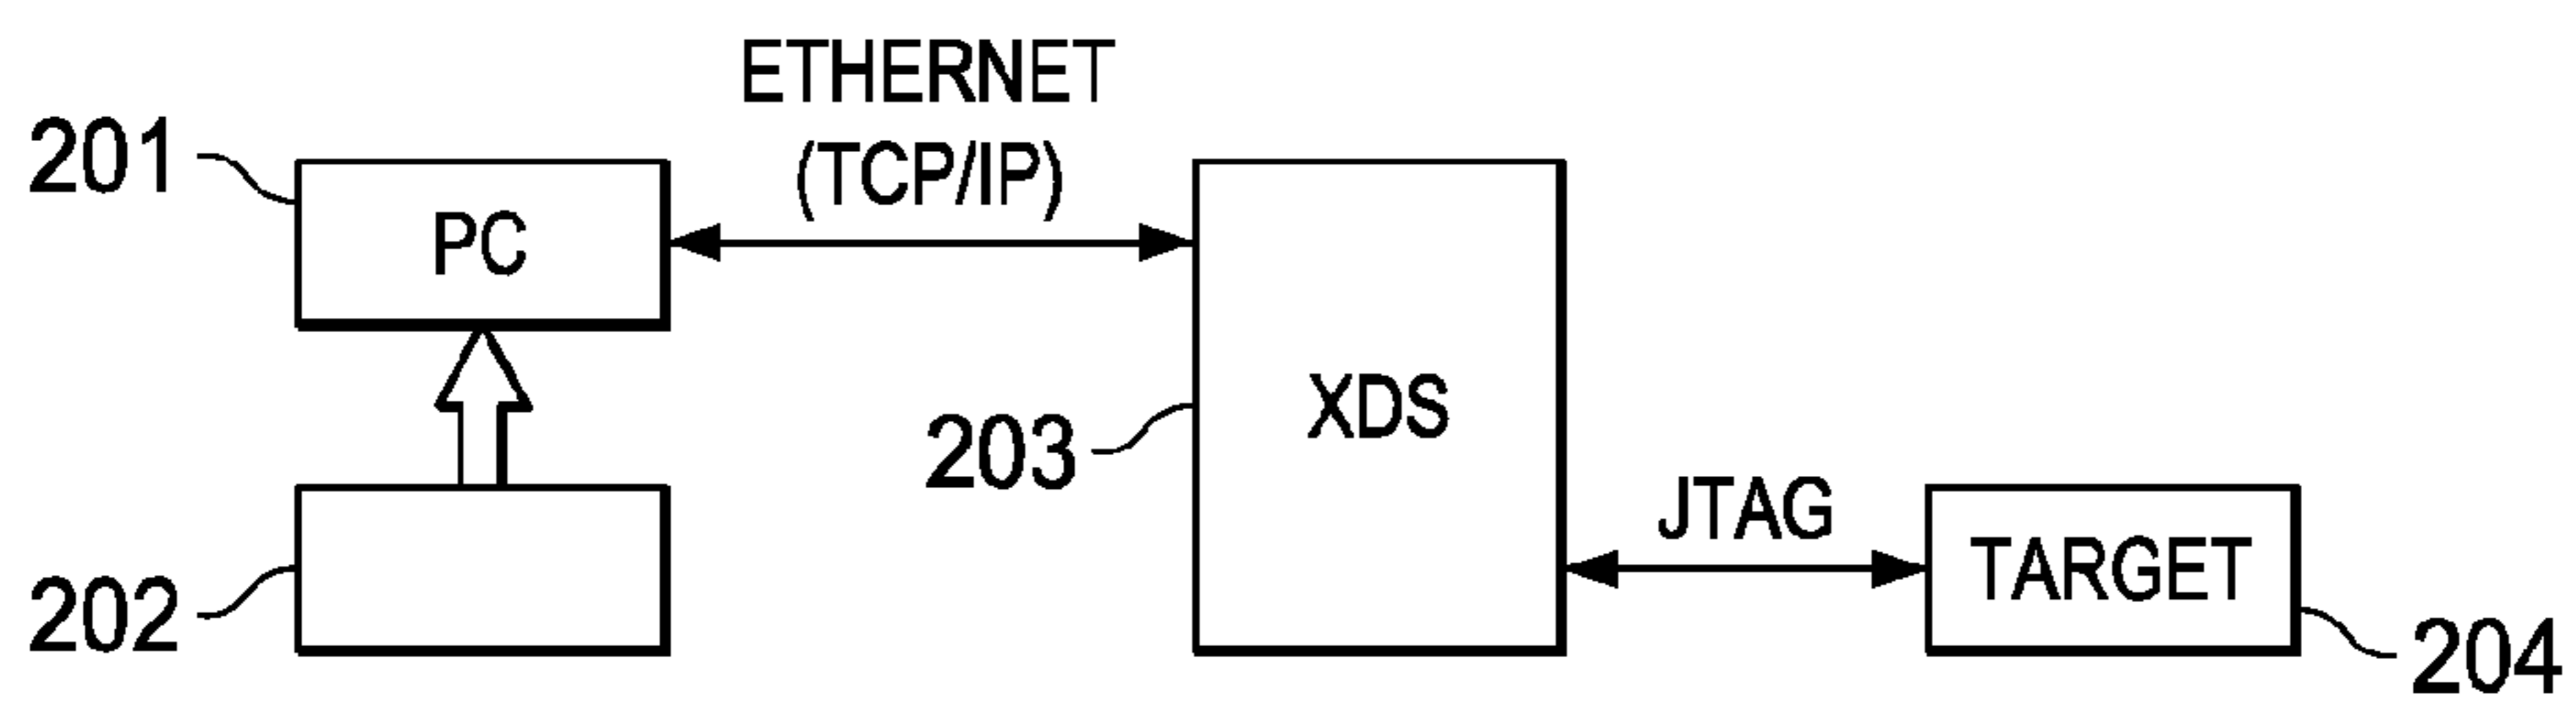 ETHERNET
(TCP/IP)
201
PC
XDS
203
JTAG
TARGET
202
204